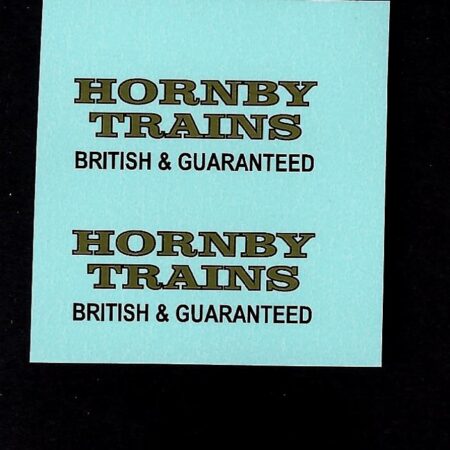 HORNBY
TRAINS
BRITISH & GUARANTEED
HORNBY
TRAINS
BRITISH & GUARANTEED